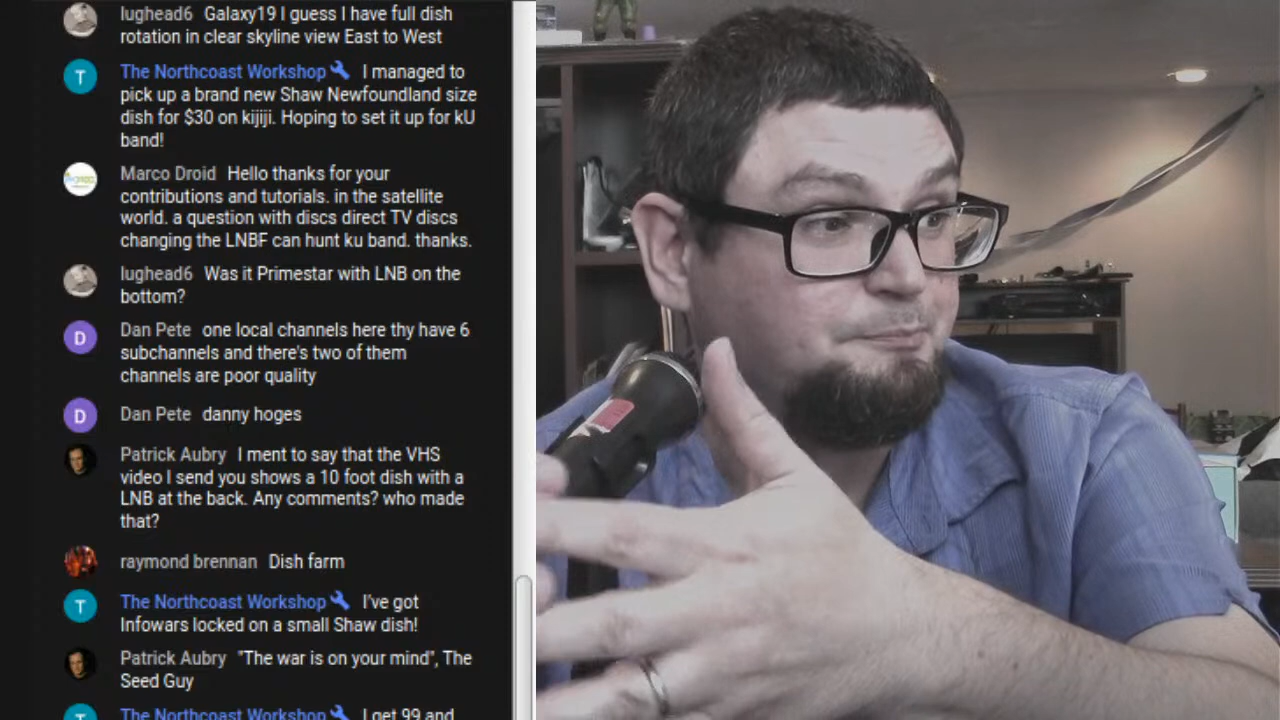 lughead6 Galaxy19 I guess I have full dish
rotation in clear skyline view East to West
T The Northcoast Workshop I managed to
pick up a brand new Shaw Newfoundland size
dish for $30 on kijiji. Hoping to set it up for kU
band!
Marco Droid Hello thanks for your
contributions and tutorials. in the satellite
world. a question with discs direct TV discs
changing the LNBF can hunt ku band. thanks.
lughead6 Was it Primestar with LNB on the
bottom?
D Dan Pete one local channels here thy have 6
subchannels and there's two of them
channels are poor quality
D Dan Pete danny hoges
Patrick Aubry I ment to say that the VHS
video I send you shows a 10 foot dish with a
LNB at the back. Any comments? who made
that?
raymond brennan Dish farm
T The Northcoast Workshop I've got
Infowars locked on a small Shaw dish!
Patrick Aubry "The war is on your mind", The
Seed Guy
T The Northcoast Workshop I get 99 and